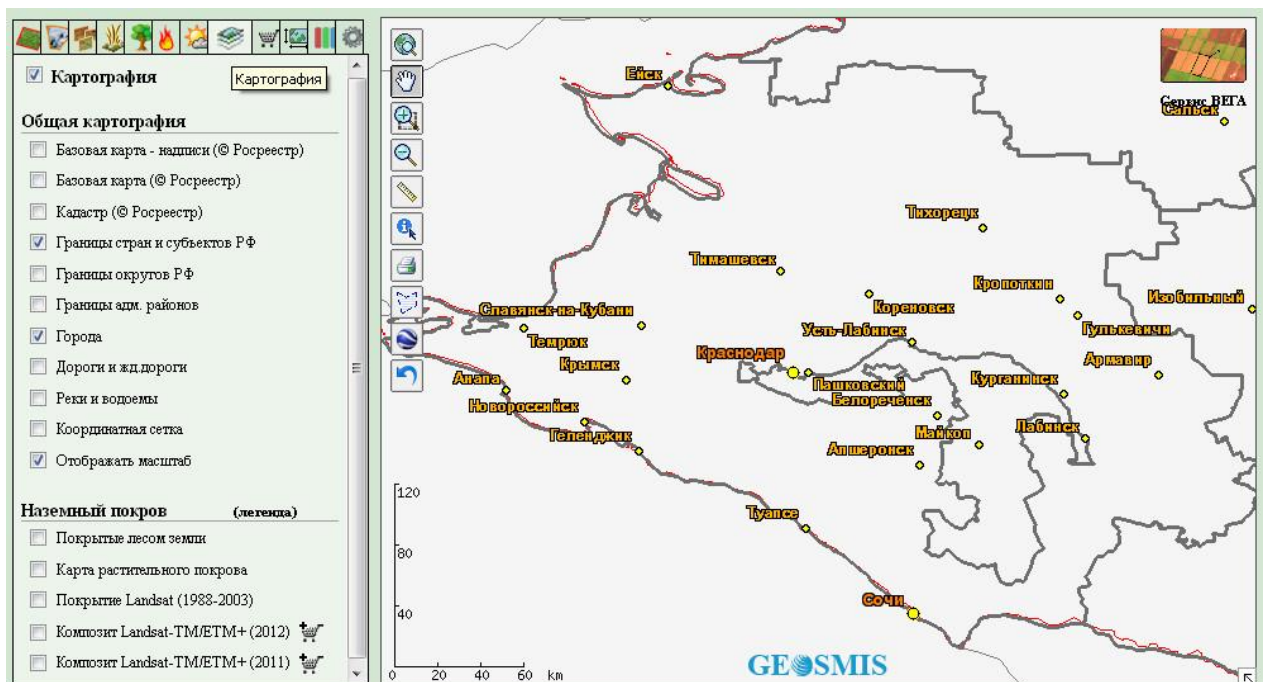 Картография
Картография
Общая картография
Базовая карта - надписи (© Росреестр)
Базовая карта (© Росреестр)
Кадастр (© Росреестр)
Границы стран и субъектов РФ
Границы округов РФ
Границы адм. районов
Города
Дороги и жд.дороги
Реки и водоемы
Координатная сетка
Отображать масштаб
Наземный покров (легенда)
Покрытые лесом земли
Карта растительного покрова
Покрытие Landsat (1988-2003)
Композит Landsat-TM/ETM+ (2012)
Композит Landsat-TM/ETM+ (2011)
Ейск
Сервис ВЕГА
Сальск
Тихорецк
Тимашевск
Кропоткин
Изобильный
Кореновск
Славянск-на-Кубани
Гулькевичи
Темрюк
Усть-Лабинск
Краснодар
Армавир
Крымск
Пашковский
Курганинск
Анапа
Белореченск
Новороссийск
Майкоп
Лабинск
Геленджик
Апшеронск
Туапсе
Сочи
120
80
40
0 20 40 60 km
GEOSMIS